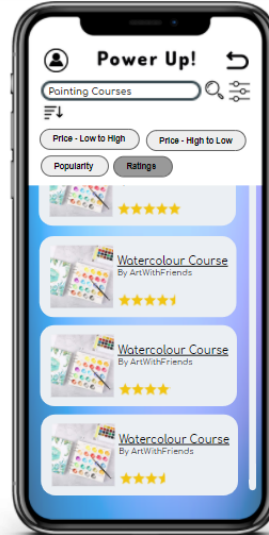 Power Up!
Painting Courses
Price - Low to High
Price - High to Low
Popularity
Ratings
Watercolour Course
By ArtWithFriends
Watercolour Course
By ArtWithFriends
Watercolour Course
By ArtWithFriends